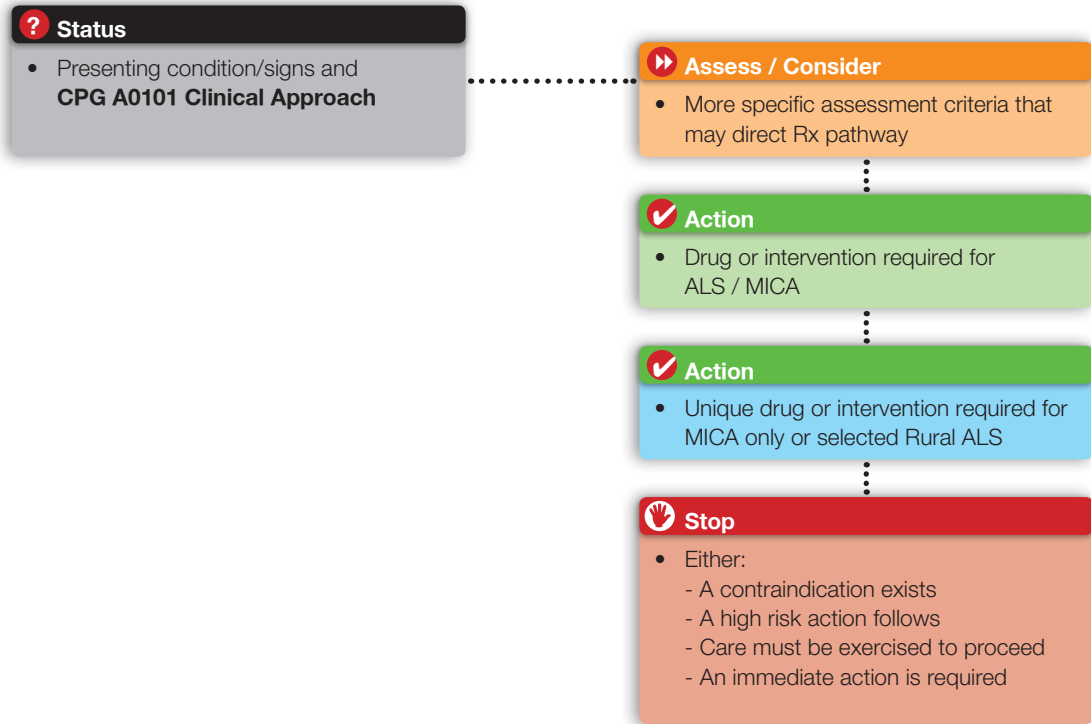 ? Status
• Presenting condition/signs and
CPG A0101 Clinical Approach
Assess / Consider
• More specific assessment criteria that
may direct Rx pathway
Action
• Drug or intervention required for
ALS / MICA
Action
• Unique drug or intervention required for
MICA only or selected Rural ALS
Stop
• Either:
- A contraindication exists
- A high risk action follows
- Care must be exercised to proceed
- An immediate action is required